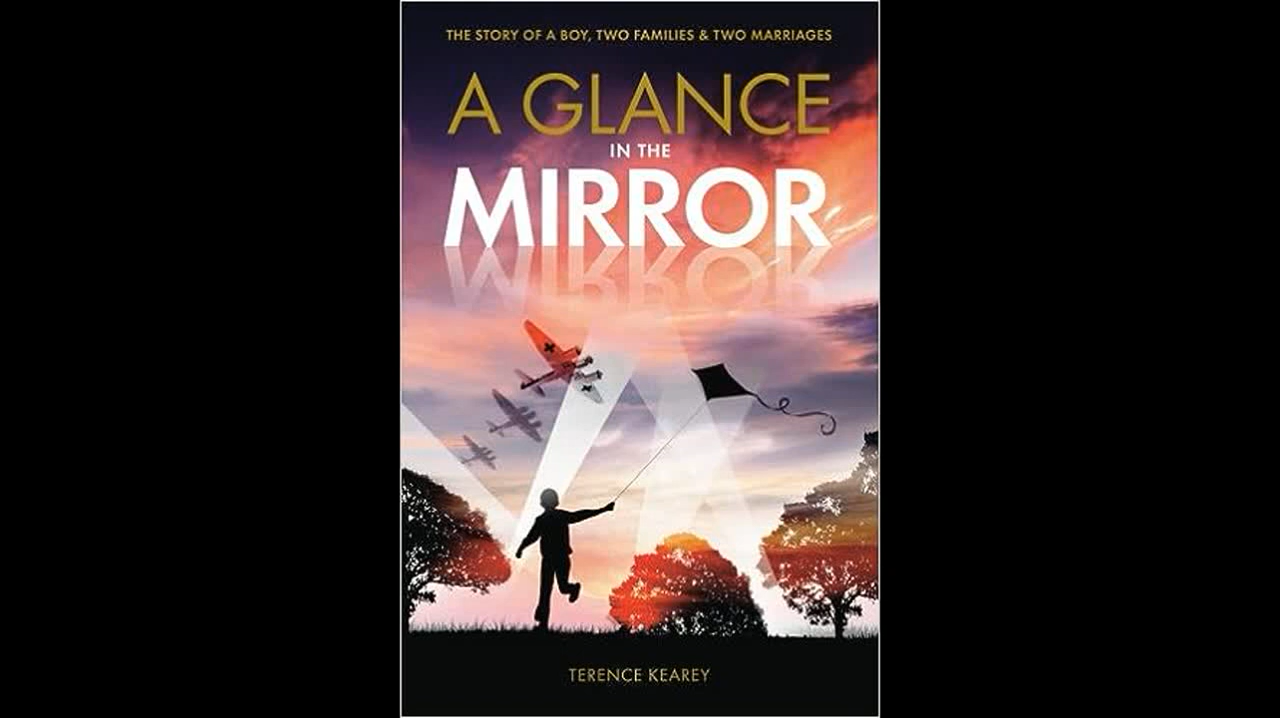 THE STORY OF A BOY, TWO FAMILIES & TWO MARRIAGES
A GLANCE
IN THE
MIRROR
TERENCE KEAREY